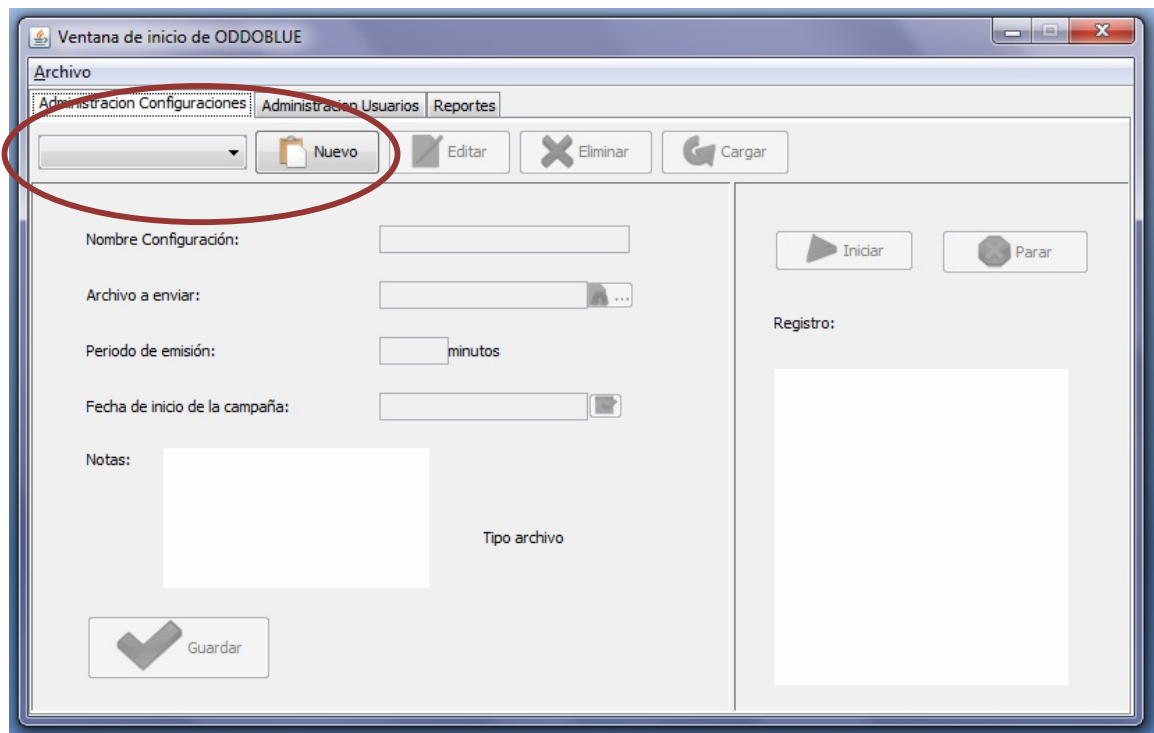 Ventana de inicio de ODDOBLUE
Archivo
Administracion Configuraciones Administracion Usuarios Reportes
Nuevo Editar Eliminar Cargar
Nombre Configuración:
Iniciar Parar
Archivo a enviar: ...
Registro:
Periodo de emisión: minutos
Fecha de inicio de la campaña:
Notas:
Tipo archivo
Guardar